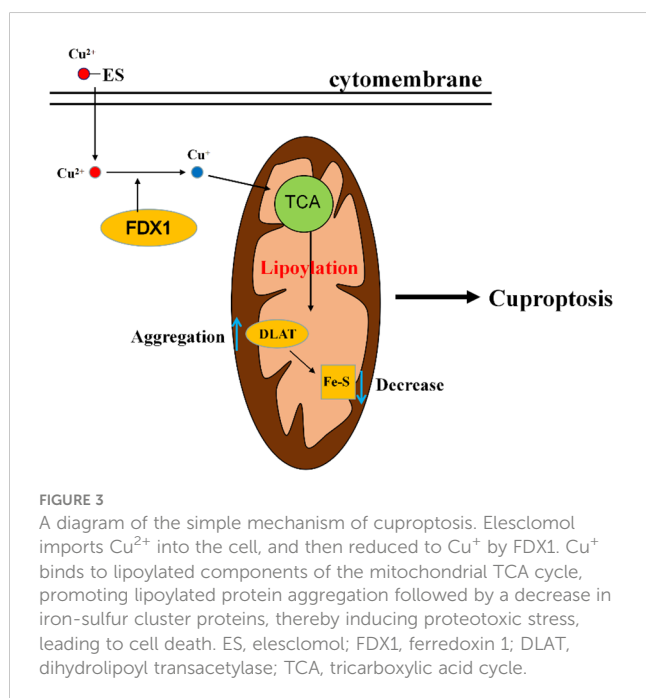 Cu²⁺
ES
cytomembrane
Cu²⁺
Cu⁺
FDX1
TCA
Lipoylation
Cuproptosis
Aggregation
DLAT
Fe-S
Decrease
FIGURE 3
A diagram of the simple mechanism of cuproptosis. Elesclomol
imports Cu²⁺ into the cell, and then reduced to Cu⁺ by FDX1. Cu⁺
binds to lipoylated components of the mitochondrial TCA cycle,
promoting lipoylated protein aggregation followed by a decrease in
iron-sulfur cluster proteins, thereby inducing proteotoxic stress,
leading to cell death. ES, elesclomol; FDX1, ferredoxin 1; DLAT,
dihydrolipoyl transacetylase; TCA, tricarboxylic acid cycle.